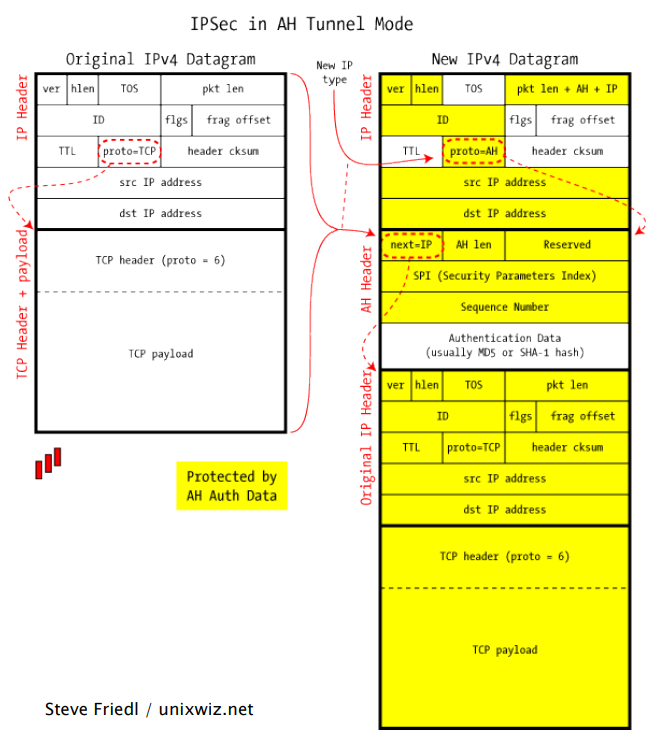 IPSec in AH Tunnel Mode
Original IPv4 Datagram
IP Header
ver hlen TOS pkt len
ID flgs frag offset
TTL proto=TCP header cksum
src IP address
dst IP address
TCP Header + payload
TCP header (proto = 6)
TCP payload
New IP
type
New IPv4 Datagram
IP Header
ver hlen TOS pkt len + AH + IP
ID flgs frag offset
TTL proto=AH header cksum
src IP address
dst IP address
AH Header
next=IP AH len Reserved
SPI (Security Parameters Index)
Sequence Number
Authentication Data
(usually MD5 or SHA-1 hash)
Original IP Header
ver hlen TOS pkt len
ID flgs frag offset
TTL proto=TCP header cksum
src IP address
dst IP address
TCP header (proto = 6)
TCP payload
Protected by
AH Auth Data
Steve Friedl / unixwiz.net